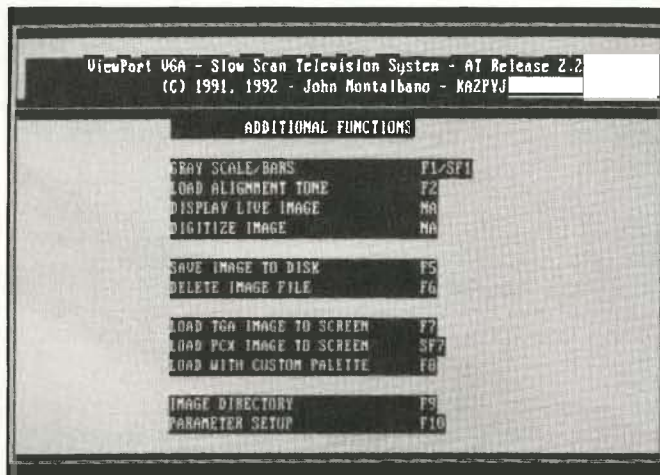 ViewPort VGA - Slow Scan Television System - AT Release 2.2
(C) 1991, 1992 - John Montalbano - KA2PYJ
ADDITIONAL FUNCTIONS
GRAY SCALE/BARS F1/SF1
LOAD ALIGNMENT TONE F2
DISPLAY LIVE IMAGE NA
DIGITIZE IMAGE NA
SAVE IMAGE TO DISK F5
DELETE IMAGE FILE F6
LOAD TGA IMAGE TO SCREEN F7
LOAD PCX IMAGE TO SCREEN SF7
LOAD WITH CUSTOM PALETTE F8
IMAGE DIRECTORY F9
PARAMETER SETUP F10